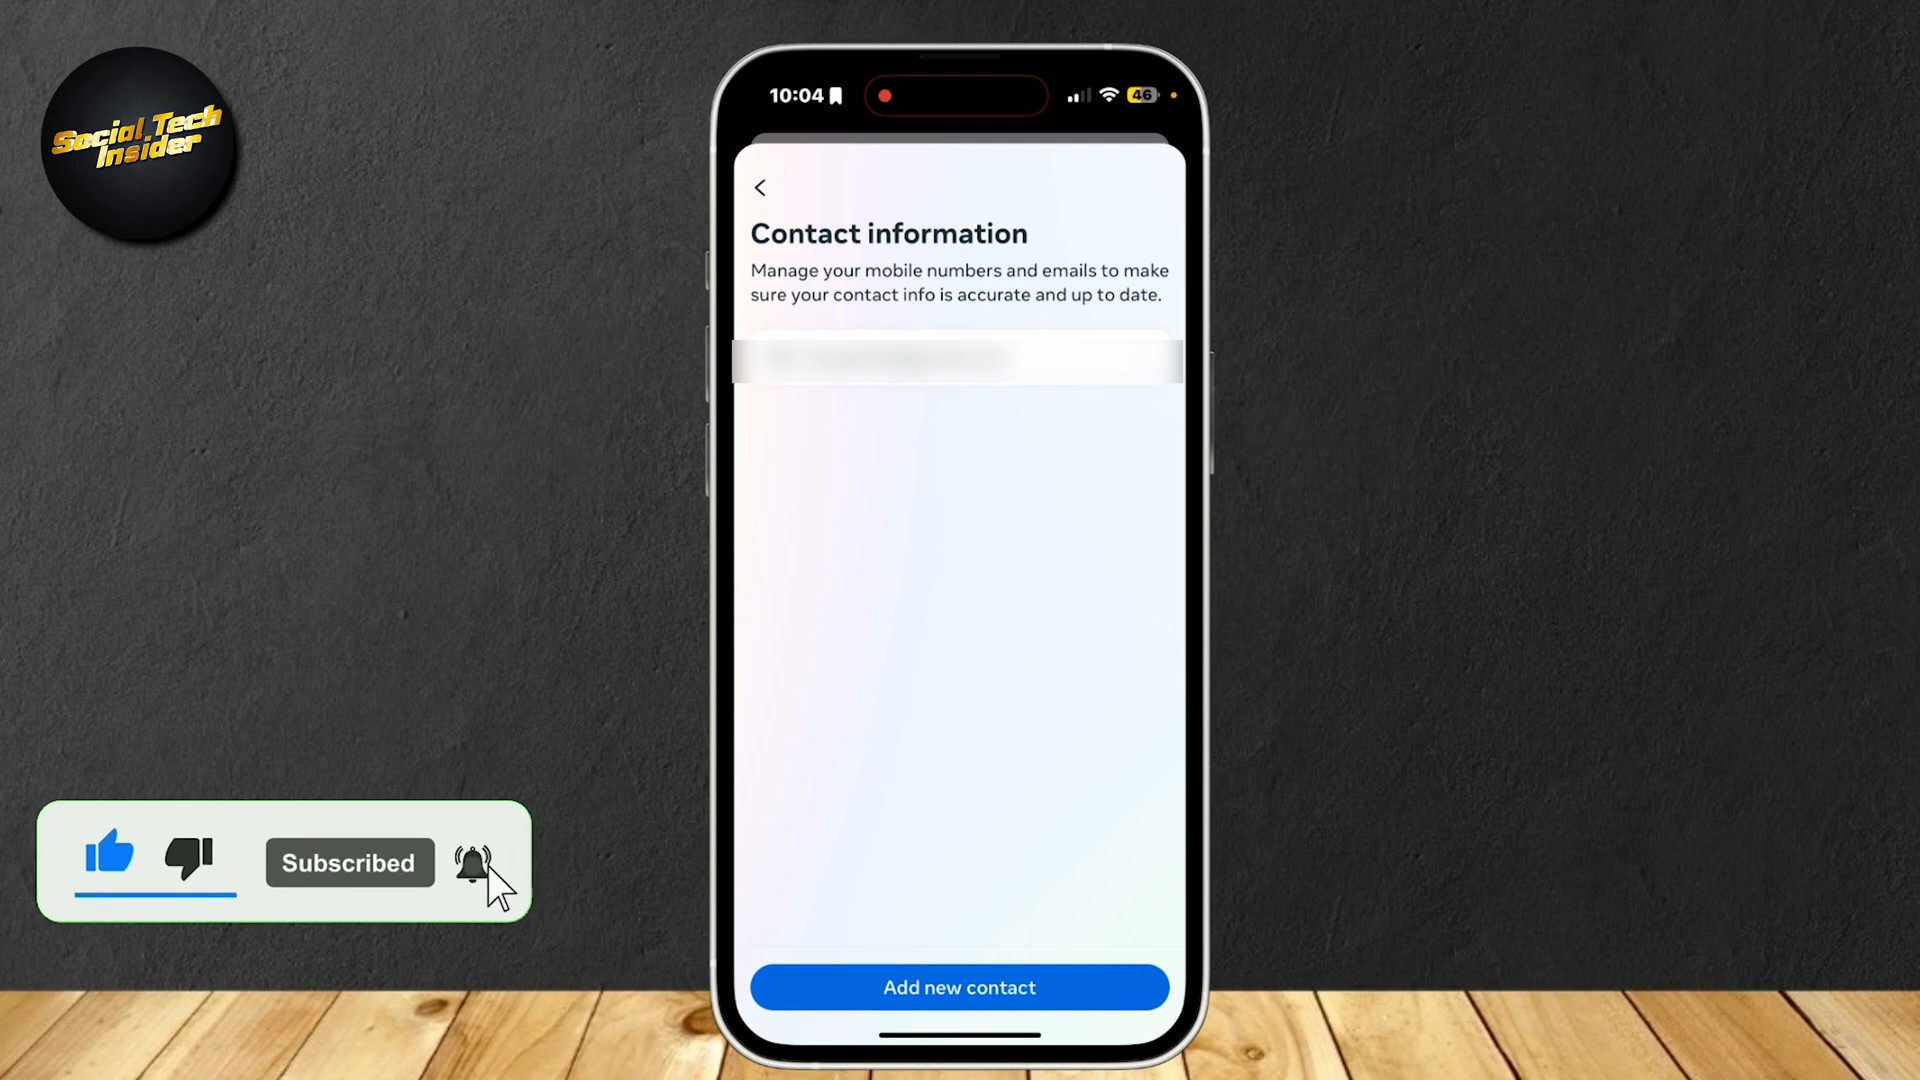 Social Tech
Insider
10:04
46
Contact information
Manage your mobile numbers and emails to make
sure your contact info is accurate and up to date.
Subscribed
Add new contact